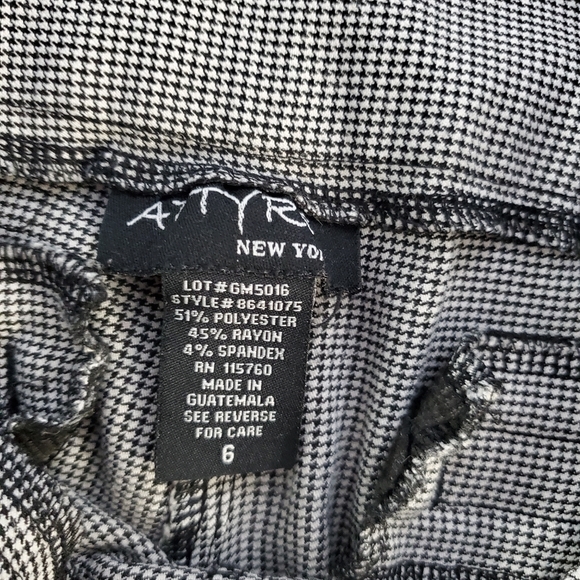 ATTYRE
NEW YO
LOT#GM5016
STYLE#8641075
51% POLYESTER
45% RAYON
4% SPANDEX
RN 115760
MADE IN
GUATEMALA
SEE REVERSE
FOR CARE
6